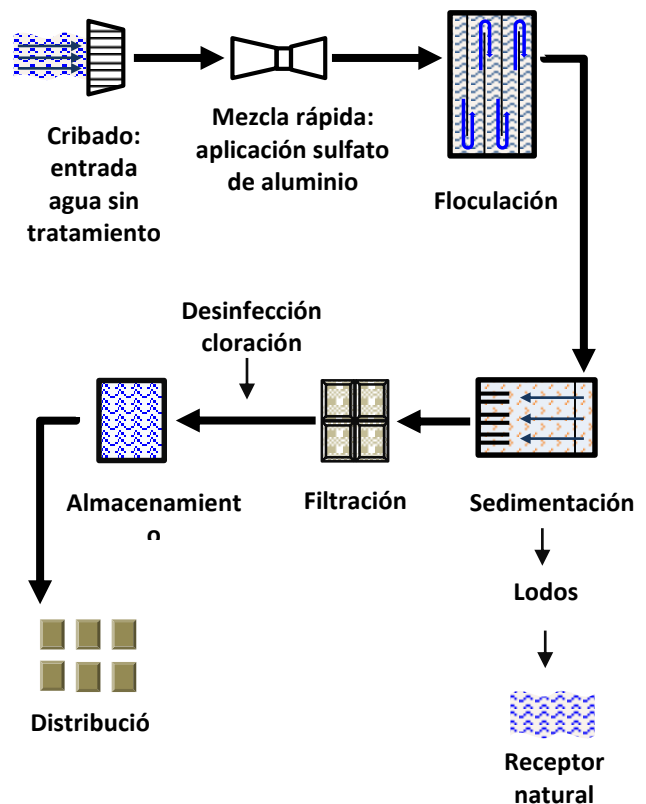 Cribado:
entrada
agua sin
tratamiento
Mezcla rápida:
aplicación sulfato
de aluminio
Floculación
Desinfección
cloración
Almacenamient
o
Filtración
Sedimentación
Lodos
Distribució
Receptor
natural